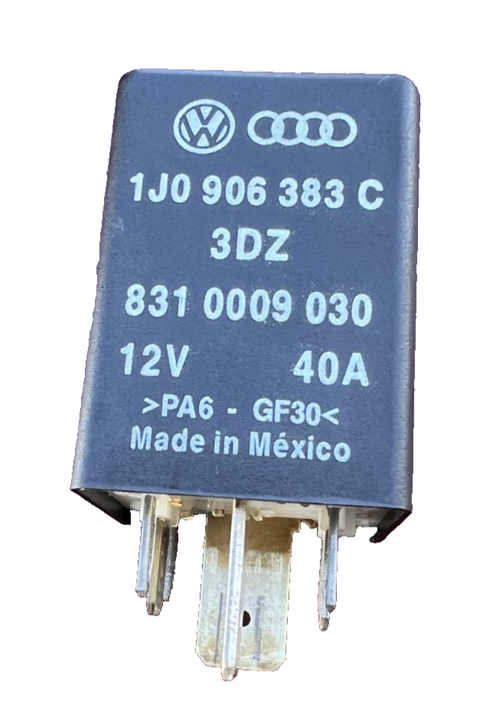 1J0 906 383 C
3DZ
831 0009 030
12V 40A
>PA6 - GF30<
Made in México